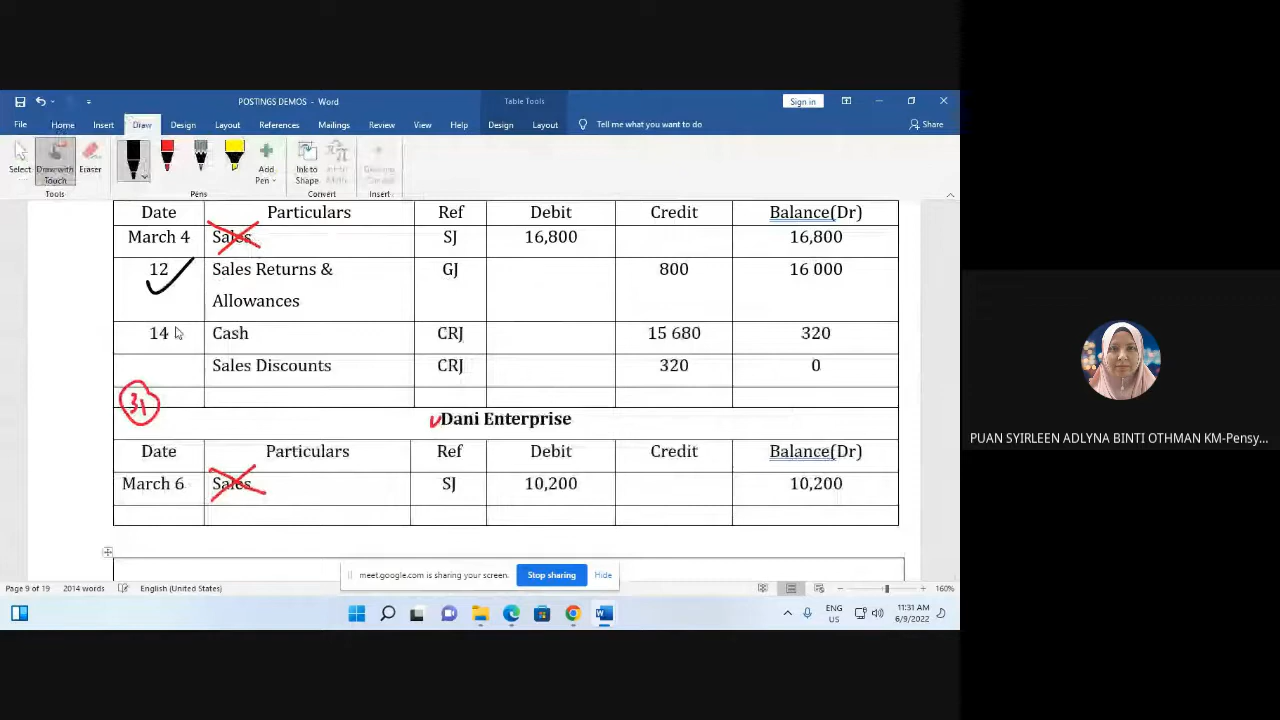 POSTINGS DEMOS - Word
Table Tools
Sign in
File Home Insert Draw Design Layout References Mailings Review View Help Design Layout Tell me what you want to do Share
Select Draw with Touch Eraser Add Pen Ink to Shape Ink to Math
Tools Pens Convert Insert
Date Particulars Ref Debit Credit Balance(Dr)
March 4 Sales SJ 16,800 16,800
12 Sales Returns & GJ 800 16 000
Allowances
14 Cash CRJ 15 680 320
Sales Discounts CRJ 320 0
31
Dani Enterprise
Date Particulars Ref Debit Credit Balance(Dr)
March 6 Sales SJ 10,200 10,200
meet.google.com is sharing your screen. Stop sharing Hide
Page 9 of 19 2014 words English (United States) 160%
ENG US 11:31 AM
6/9/2022
PUAN SYIRLEEN ADLYNA BINTI OTHMAN KM-Pensy...